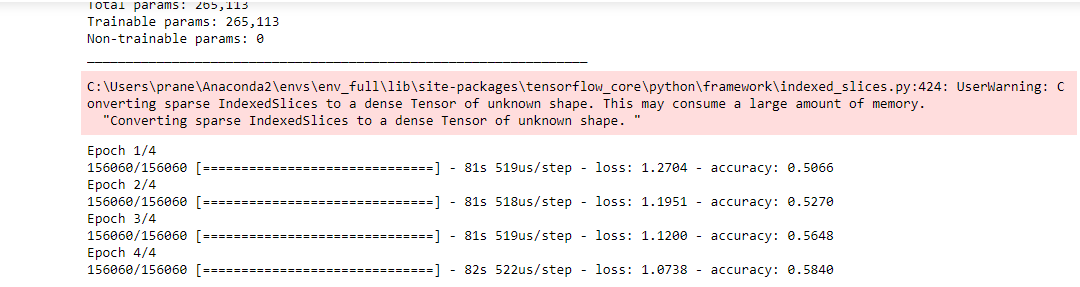 Total params: 265,113
Trainable params: 265,113
Non-trainable params: 0
_________________________________________________________________
C:\Users\prane\Anaconda2\envs\env_full\lib\site-packages\tensorflow_core\python\framework\indexed_slices.py:424: UserWarning: C
onverting sparse IndexedSlices to a dense Tensor of unknown shape. This may consume a large amount of memory.
  "Converting sparse IndexedSlices to a dense Tensor of unknown shape. "
Epoch 1/4
156060/156060 [==============================] - 81s 519us/step - loss: 1.2704 - accuracy: 0.5066
Epoch 2/4
156060/156060 [==============================] - 81s 518us/step - loss: 1.1951 - accuracy: 0.5270
Epoch 3/4
156060/156060 [==============================] - 81s 519us/step - loss: 1.1200 - accuracy: 0.5648
Epoch 4/4
156060/156060 [==============================] - 82s 522us/step - loss: 1.0738 - accuracy: 0.5840